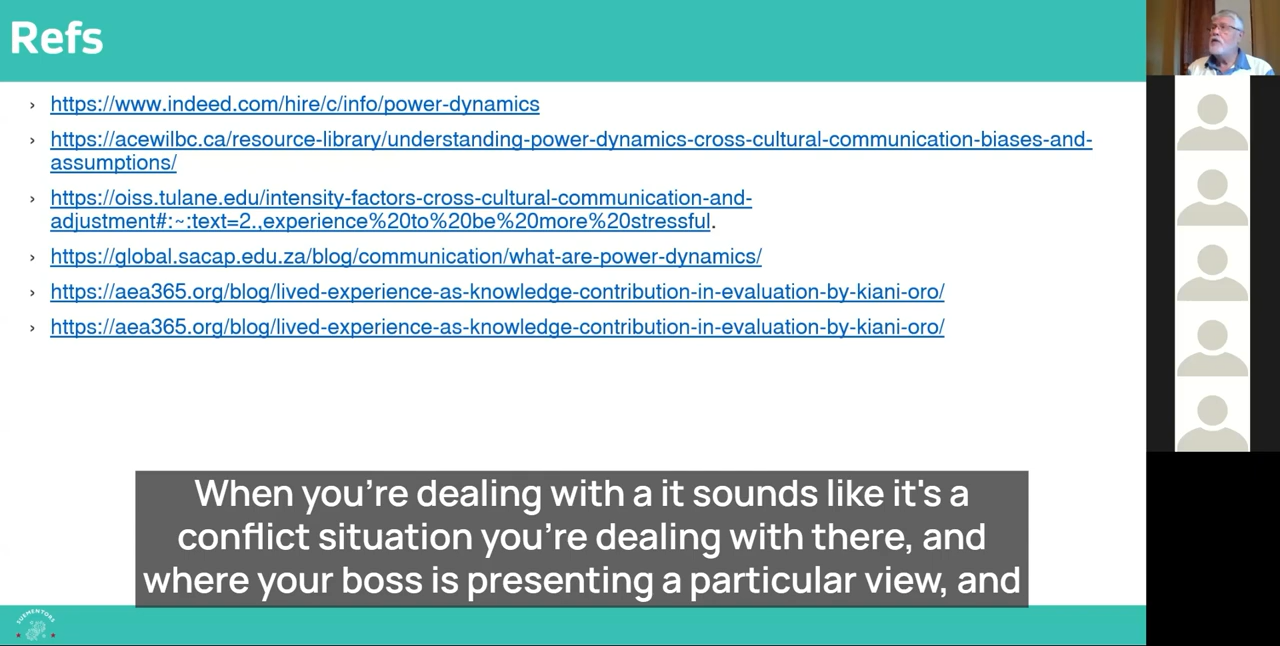 Refs
› https://www.indeed.com/hire/c/info/power-dynamics
› https://acewilbc.ca/resource-library/understanding-power-dynamics-cross-cultural-communication-biases-and-
assumptions/
› https://oiss.tulane.edu/intensity-factors-cross-cultural-communication-and-
adjustment#:~:text=2.,experience%20to%20be%20more%20stressful.
› https://global.sacap.edu.za/blog/communication/what-are-power-dynamics/
› https://aea365.org/blog/lived-experience-as-knowledge-contribution-in-evaluation-by-kiani-oro/
› https://aea365.org/blog/lived-experience-as-knowledge-contribution-in-evaluation-by-kiani-oro/
When you're dealing with a it sounds like it's a
conflict situation you're dealing with there, and
where your boss is presenting a particular view, and